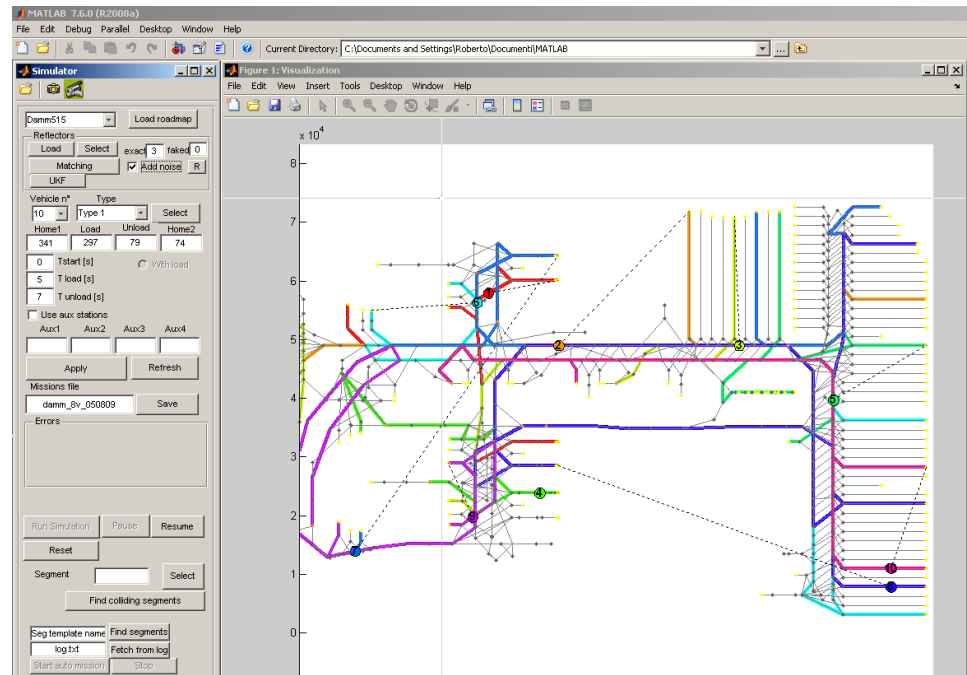 MATLAB 7.6.0 (R2008a)
File Edit Debug Parallel Desktop Window Help
Current Directory: C:\Documents and Settings\Roberto\Documenti\MATLAB
Simulator
Damm515 Load roadmap
Reflectors
Load Select exact 3 faked 0
Matching Add noise R
UKF
Vehicle n° Type
10 Type 1 Select
Home1 Load Unload Home2
341 297 79 74
0 Tstart [s] With load
5 T load [s]
7 T unload [s]
Use aux stations
Aux1 Aux2 Aux3 Aux4
Apply Refresh
Missions file
damm_8v_050809 Save
Errors
Run Simulation Pause Resume
Reset
Segment Select
Find colliding segments
Seg template name Find segments
log.txt Fetch from log
Start auto mission Stop
Figure 1: Visualization
File Edit View Insert Tools Desktop Window Help
x 10^4
8
7
6
5
4
3
2
1
0
2
3
5
4
9
7
10